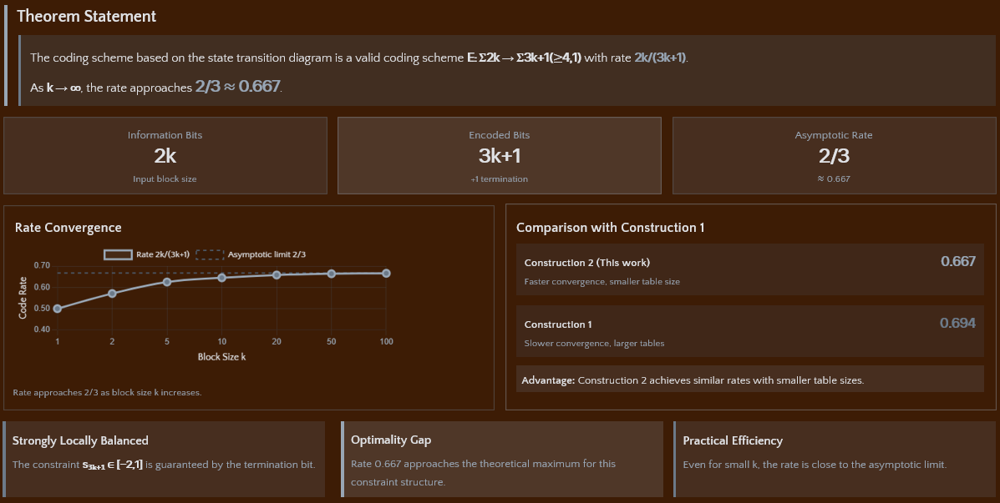 Theorem Statement
The coding scheme based on the state transition diagram is a valid coding scheme E: Σ2k → Σ3k+1(≥4,1) with rate 2k/(3k+1).
As k → ∞, the rate approaches 2/3 ≈ 0.667.
Information Bits
2k
Input block size
Encoded Bits
3k+1
+1 termination
Asymptotic Rate
2/3
≈ 0.667
Rate Convergence
Rate 2k/(3k+1)
Asymptotic limit 2/3
Code Rate
0.70
0.60
0.50
0.40
1 2 5 10 20 50 100
Block Size k
Rate approaches 2/3 as block size k increases.
Comparison with Construction 1
Construction 2 (This work)
0.667
Faster convergence, smaller table size
Construction 1
0.694
Slower convergence, larger tables
Advantage: Construction 2 achieves similar rates with smaller table sizes.
Strongly Locally Balanced
The constraint s₃ₖ₊₁ ∈ [−2,1] is guaranteed by the termination bit.
Optimality Gap
Rate 0.667 approaches the theoretical maximum for this
constraint structure.
Practical Efficiency
Even for small k, the rate is close to the asymptotic limit.